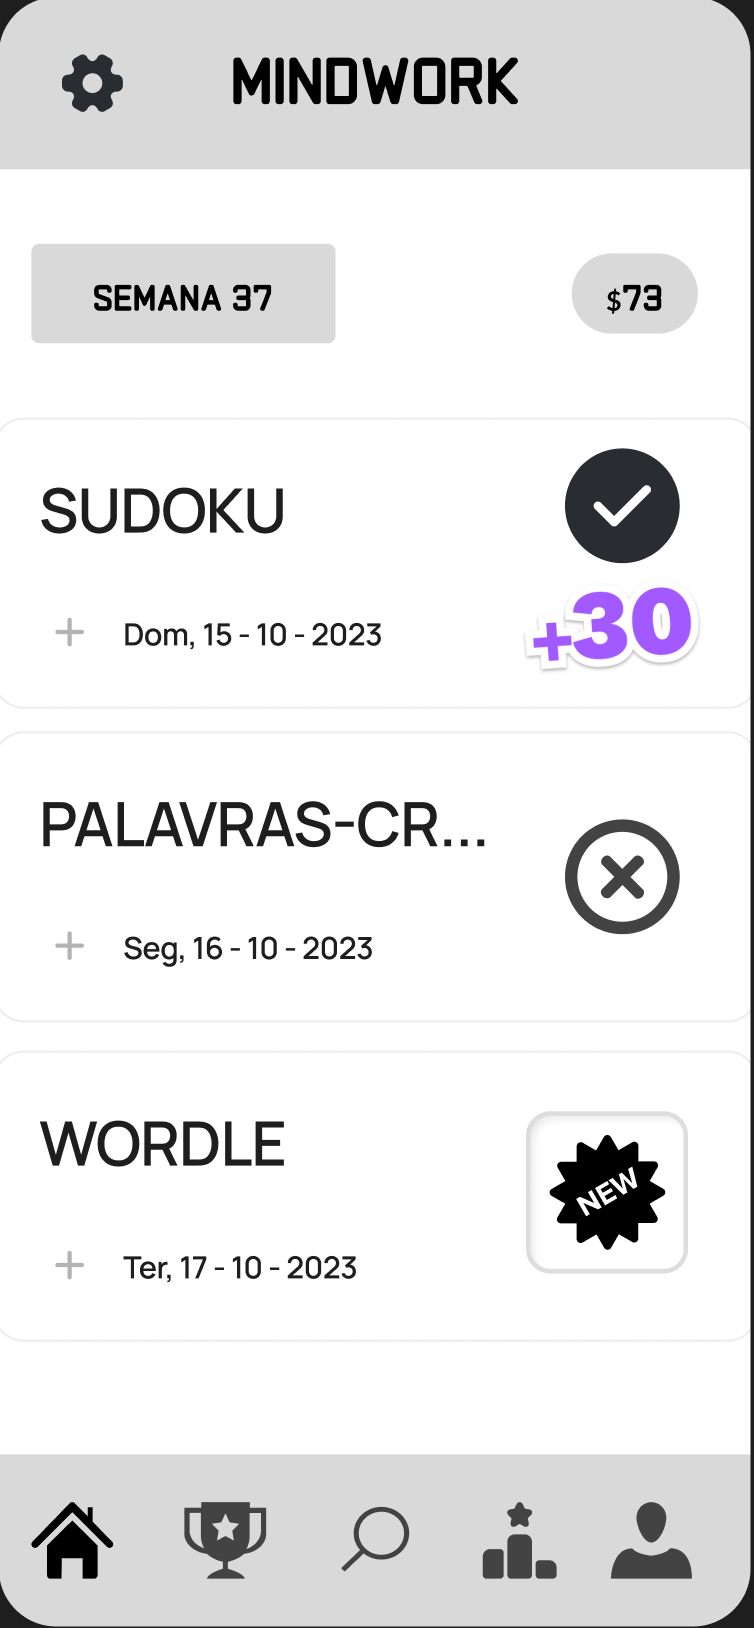 MINDWORK
SEMANA 37
$73
SUDOKU
Dom, 15 - 10 - 2023
+30
PALAVRAS-CR...
Seg, 16 - 10 - 2023
WORDLE
NEW
Ter, 17 - 10 - 2023